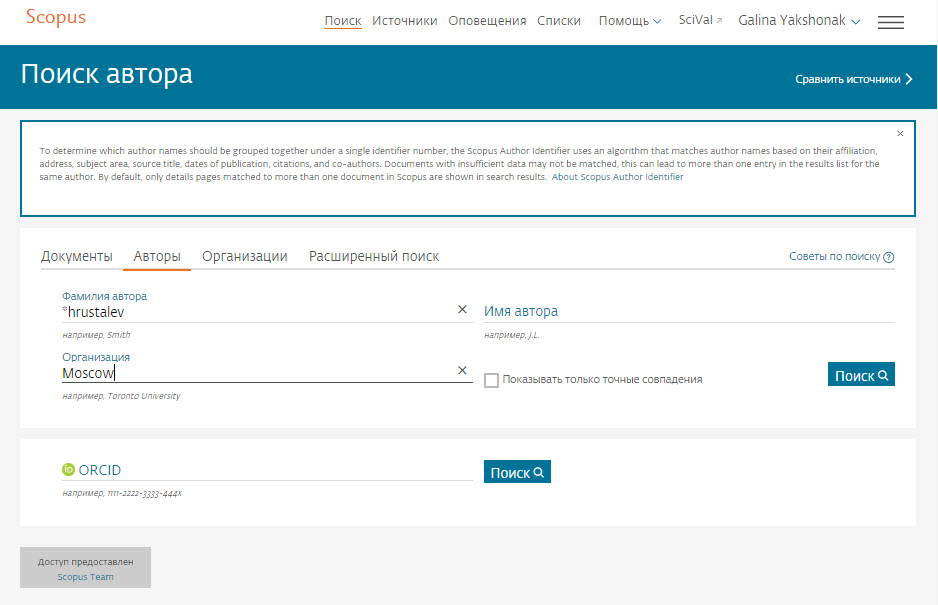 Scopus
Поиск Источники Оповещения Списки Помощь SciVal Galina Yakshonak
Поиск автора
Сравнить источники
To determine which author names should be grouped together under a single identifier number, the Scopus Author Identifier uses an algorithm that matches author names based on their affiliation,
address, subject area, source title, dates of publication, citations, and co-authors. Documents with insufficient data may not be matched, this can lead to more than one entry in the results list for the
same author. By default, only details pages matched to more than one document in Scopus are shown in search results. About Scopus Author Identifier
Документы Авторы Организации Расширенный поиск Советы по поиску
Фамилия автора
*hrustalev
Имя автора
например, Smith
например, J.L.
Организация
Moscow
Показывать только точные совпадения
Поиск
например, Toronto University
iD ORCID
Поиск
например, 1111-2222-3333-444x
Доступ предоставлен
Scopus Team